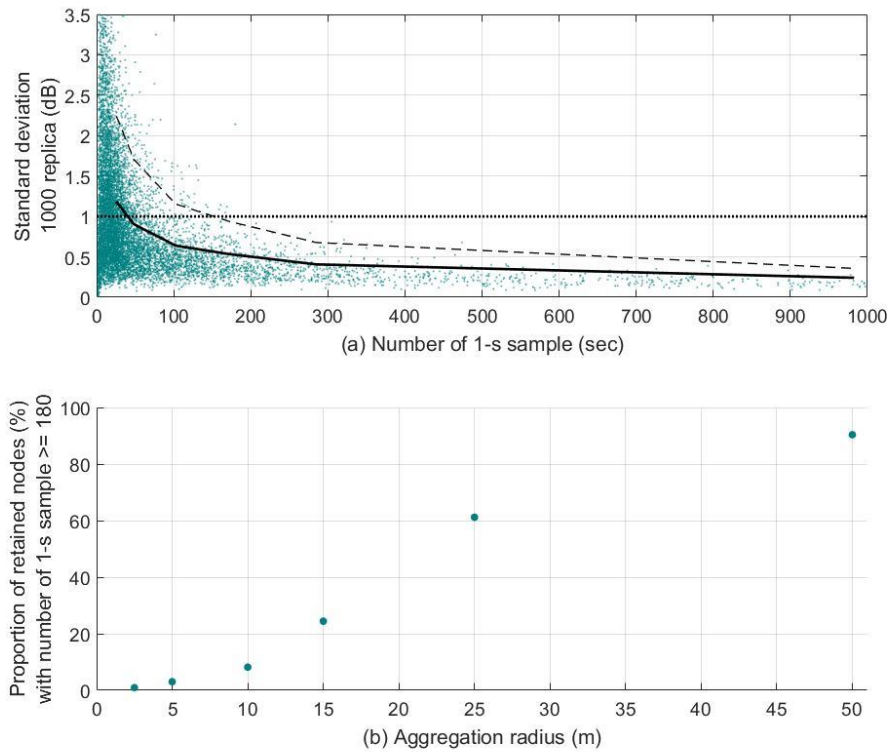 3.5
3
2.5
2
1.5
1
0.5
0
Standard deviation
1000 replica (dB)
0 100 200 300 400 500 600 700 800 900 1000
(a) Number of 1-s sample (sec)
100
80
60
40
20
0
Proportion of retained nodes (%)
with number of 1-s sample >= 180
0 5 10 15 20 25 30 35 40 45 50
(b) Aggregation radius (m)